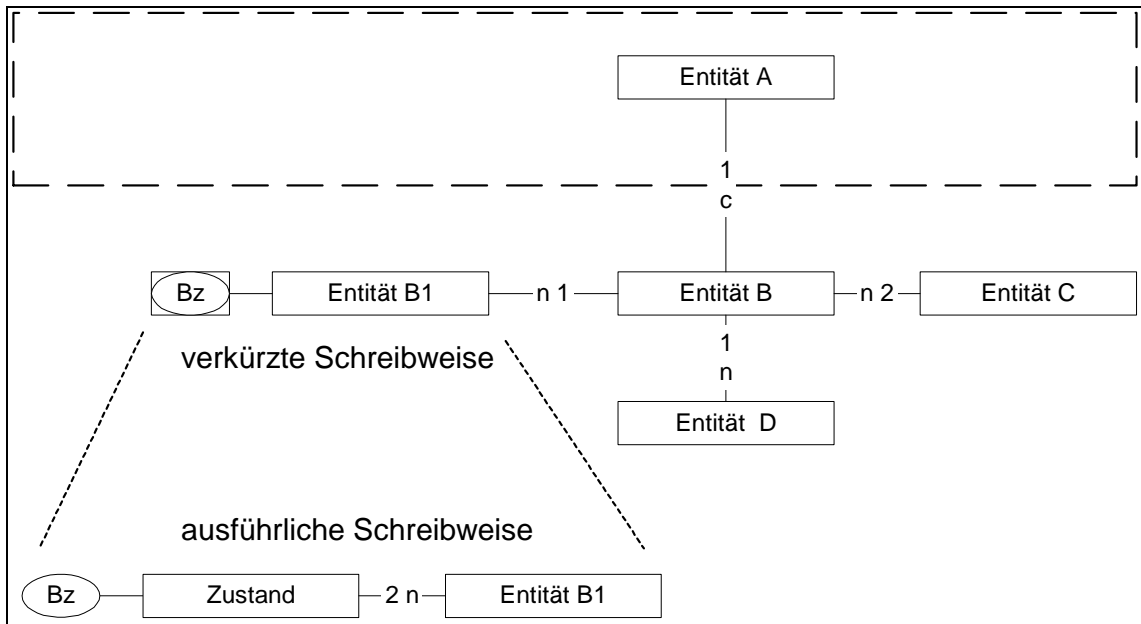 Entität A
1
c
Bz
Entität B1
n 1
Entität B
n 2
Entität C
verkürzte Schreibweise
1
n
Entität D
ausführliche Schreibweise
Bz
Zustand
2 n
Entität B1